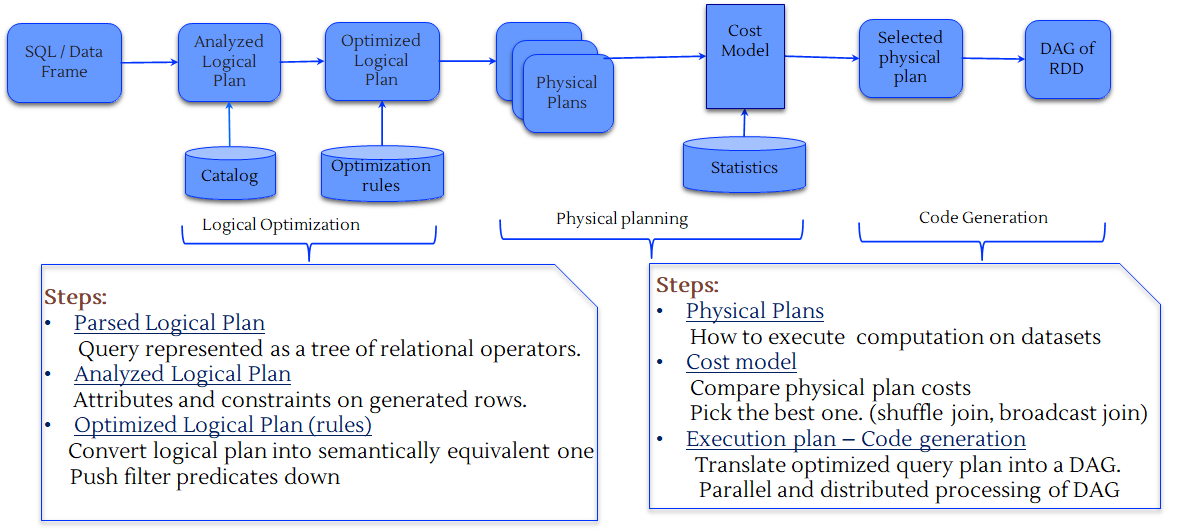 SQL / Data
Frame
Analyzed
Logical
Plan
Optimized
Logical
Plan
Physical
Plans
Cost
Model
Selected
physical
plan
DAG of
RDD
Catalog
Optimization
rules
Statistics
Logical Optimization
Physical planning
Code Generation
Steps:
• Parsed Logical Plan
Query represented as a tree of relational operators.
• Analyzed Logical Plan
Attributes and constraints on generated rows.
• Optimized Logical Plan (rules)
Convert logical plan into semantically equivalent one
Push filter predicates down
Steps:
• Physical Plans
How to execute computation on datasets
• Cost model
Compare physical plan costs
Pick the best one. (shuffle join, broadcast join)
• Execution plan – Code generation
Translate optimized query plan into a DAG.
Parallel and distributed processing of DAG